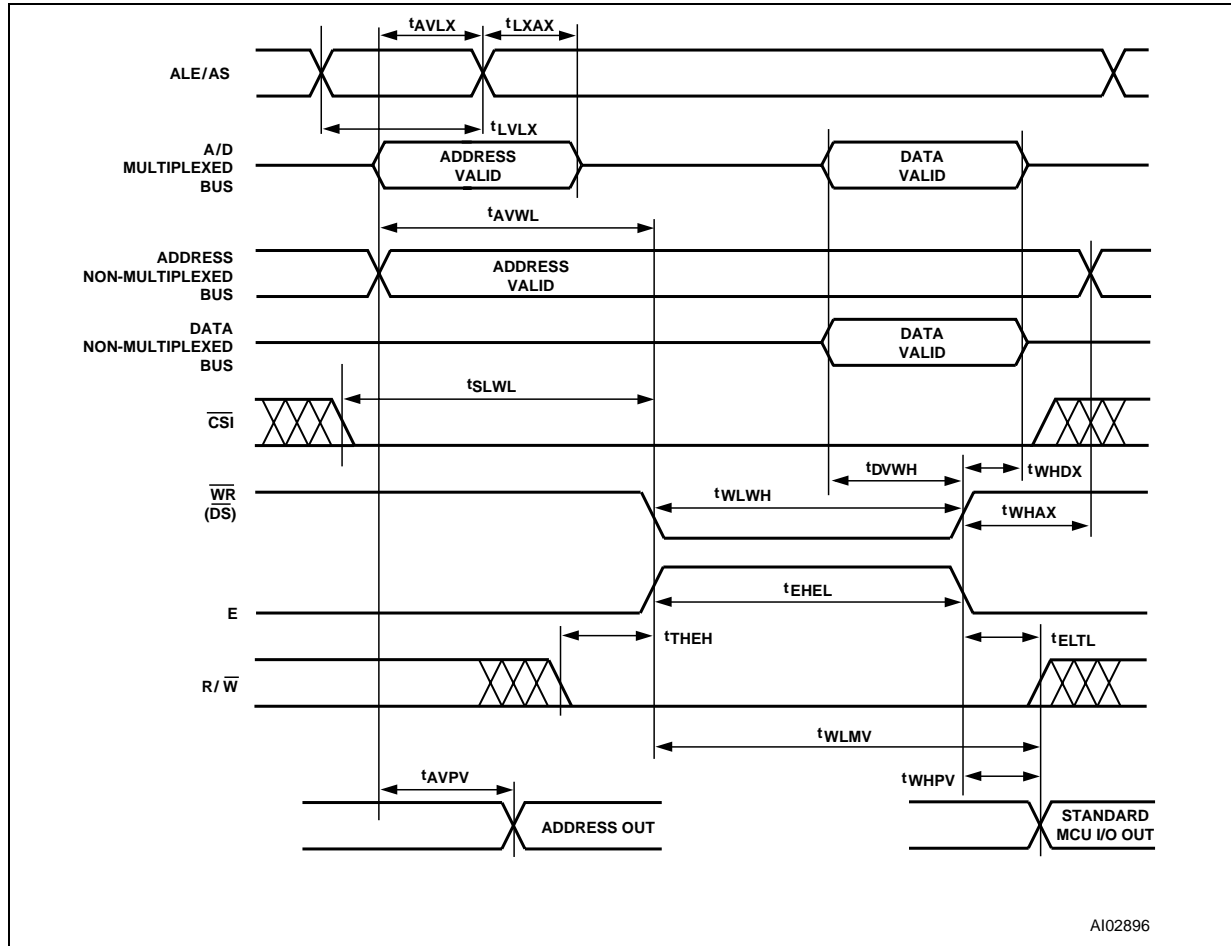 tAVLX tLXAX
ALE/AS
tLVLX
A/D
MULTIPLEXED
BUS
ADDRESS
VALID
DATA
VALID
tAVWL
ADDRESS
NON-MULTIPLEXED
BUS
ADDRESS
VALID
DATA
NON-MULTIPLEXED
BUS
DATA
VALID
tSLWL
CSI
tDVWH tWHDX
WR
(DS)
tWLWH
tWHAX
E
tEHEL
tTHEH
tELTL
R/W
tWLMV
tAVPV
tWHPV
ADDRESS OUT
STANDARD
MCU I/O OUT
AI02896